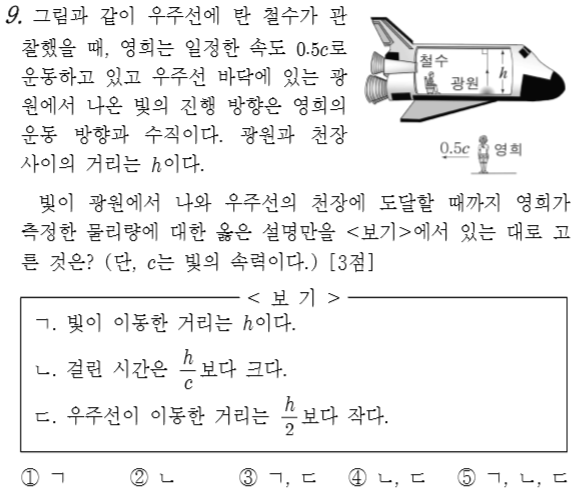 9. 그림과 같이 우주선에 탄 철수가 관
찰했을 때, 영희는 일정한 속도 0.5c로
운동하고 있고 우주선 바닥에 있는 광
원에서 나온 빛의 진행 방향은 영희의
운동 방향과 수직이다. 광원과 천장
사이의 거리는 h이다.
철수
광원
h
0.5c
영희
빛이 광원에서 나와 우주선의 천장에 도달할 때까지 영희가
측정한 물리량에 대한 옳은 설명만을 <보기>에서 있는 대로 고
른 것은? (단, c는 빛의 속력이다.) [3점]
< 보 기 >
ㄱ. 빛이 이동한 거리는 h이다.
ㄴ. 걸린 시간은 h/c 보다 크다.
ㄷ. 우주선이 이동한 거리는 h/2 보다 작다.
① ㄱ ② ㄴ ③ ㄱ, ㄷ ④ ㄴ, ㄷ ⑤ ㄱ, ㄴ, ㄷ